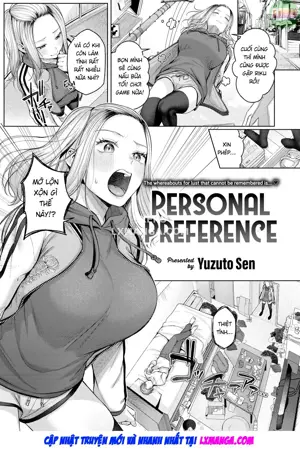 VÀ CÓ KHI
CÒN LÀM
TÌNH RẤT
RẤT NHIỀU
NỮA NHỈ?
BỌN MÌNH
SẼ CÙNG
NẤU BỮA
TỐI! CHƠI
GAME NỮA!
CUỐI CÙNG
THÌ MÌNH
CŨNG ĐƯỢC
GẶP RIKU
RỒI!
XIN
PHÉP...
MỚ LỘN
XỘN GÌ
THẾ
NÀY!?
The whereabouts for lust that cannot be remembered is...
PERSONAL
PREFERENCE
Presented
by Yuzuto Sen
THIỆT
TÌNH...
CẬP NHẬT TRUYỆN MỚI VÀ NHANH NHẤT TẠI LXMANGA.COM